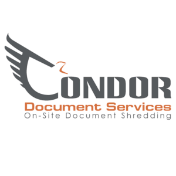 CONDOR
Document Services
On-Site Document Shredding